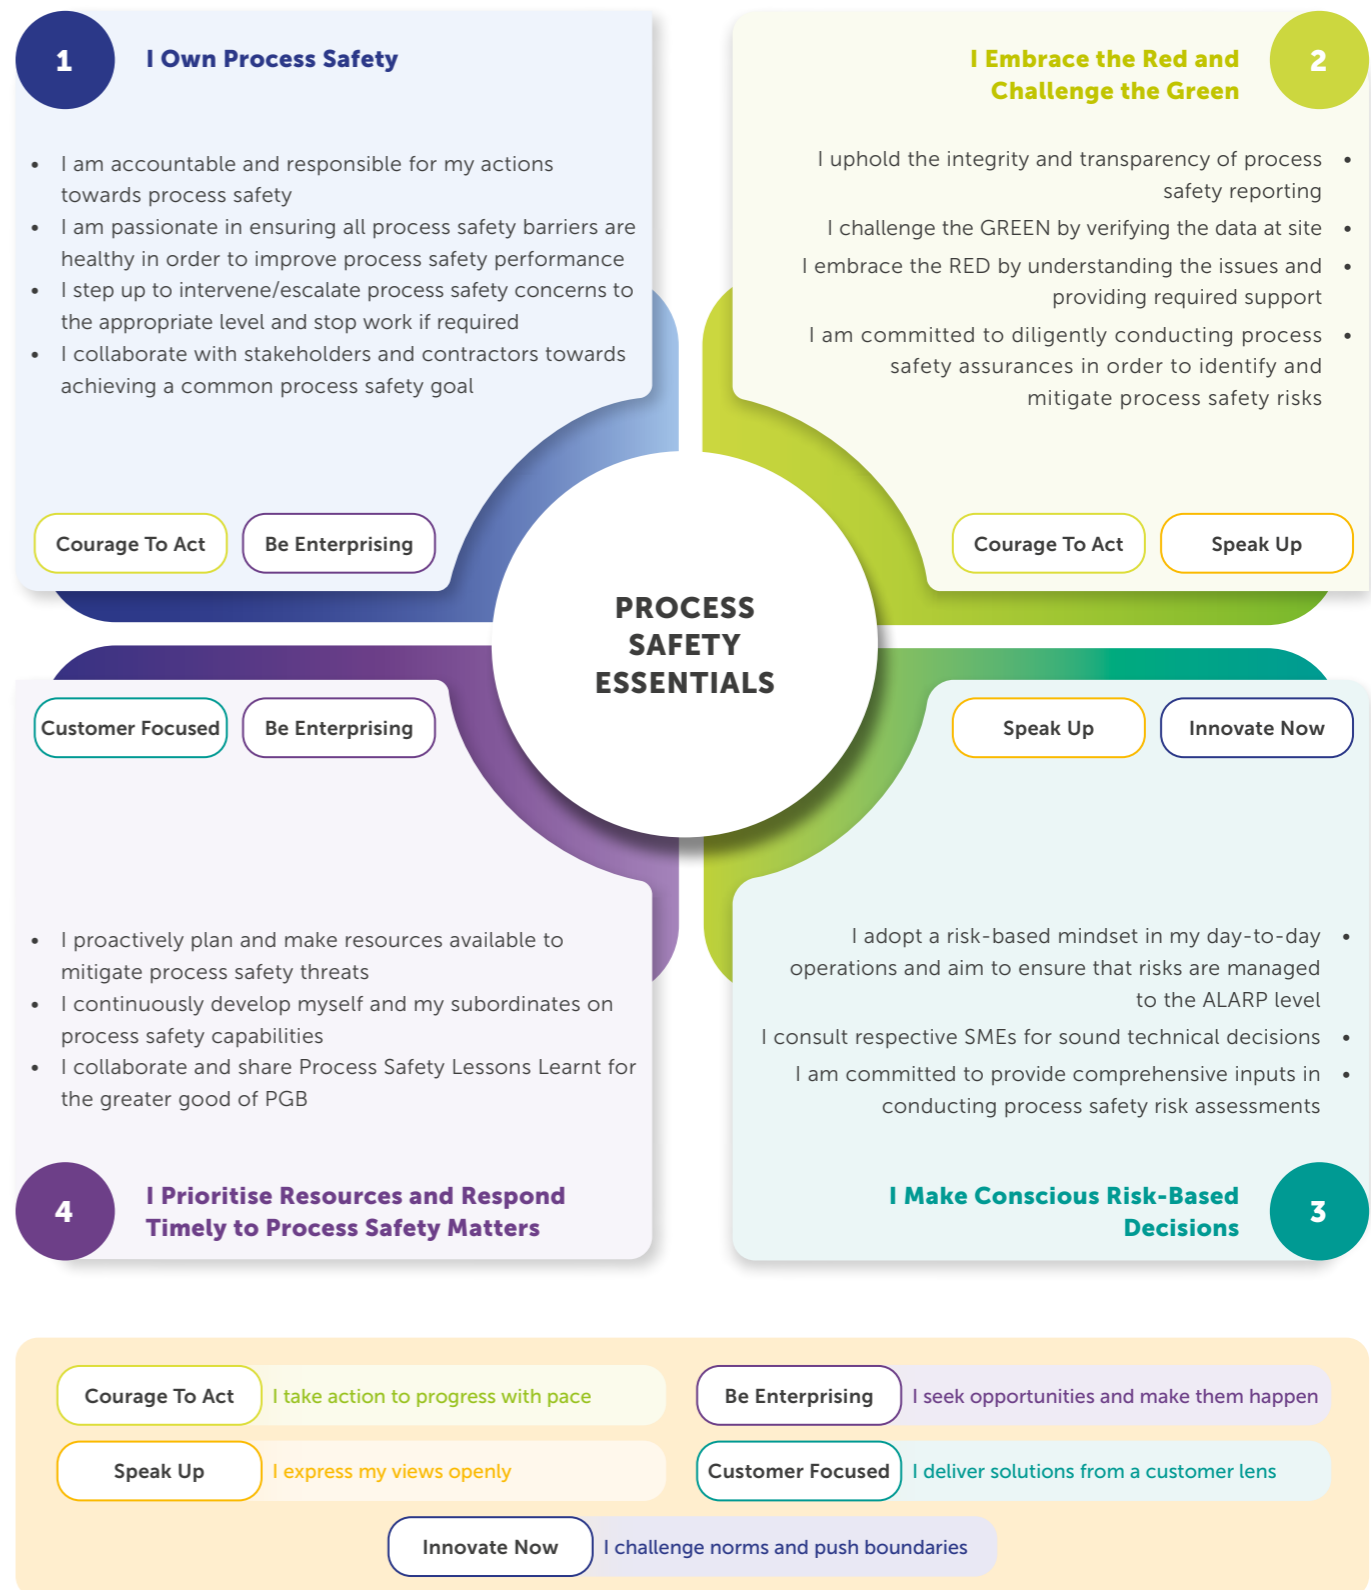 1
I Own Process Safety
• I am accountable and responsible for my actions
towards process safety
• I am passionate in ensuring all process safety barriers are
healthy in order to improve process safety performance
• I step up to intervene/escalate process safety concerns to
the appropriate level and stop work if required
• I collaborate with stakeholders and contractors towards
achieving a common process safety goal
Courage To Act
Be Enterprising
I Embrace the Red and
Challenge the Green
2
I uphold the integrity and transparency of process •
safety reporting
I challenge the GREEN by verifying the data at site •
I embrace the RED by understanding the issues and •
providing required support
I am committed to diligently conducting process •
safety assurances in order to identify and
mitigate process safety risks
Courage To Act
Speak Up
PROCESS
SAFETY
ESSENTIALS
Customer Focused
Be Enterprising
• I proactively plan and make resources available to
mitigate process safety threats
• I continuously develop myself and my subordinates on
process safety capabilities
• I collaborate and share Process Safety Lessons Learnt for
the greater good of PGB
4
I Prioritise Resources and Respond
Timely to Process Safety Matters
Speak Up
Innovate Now
I adopt a risk-based mindset in my day-to-day •
operations and aim to ensure that risks are managed
to the ALARP level
I consult respective SMEs for sound technical decisions •
I am committed to provide comprehensive inputs in •
conducting process safety risk assessments
I Make Conscious Risk-Based
Decisions
3
Courage To Act
I take action to progress with pace
Be Enterprising
I seek opportunities and make them happen
Speak Up
I express my views openly
Customer Focused
I deliver solutions from a customer lens
Innovate Now
I challenge norms and push boundaries